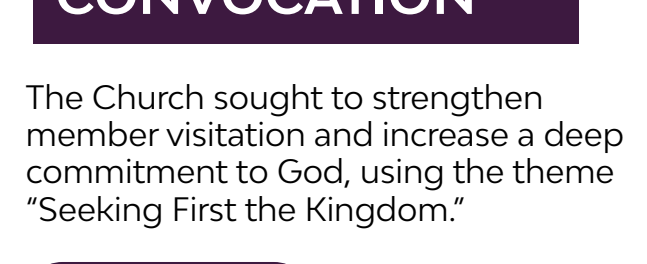 CONVOCATION
The Church sought to strengthen
member visitation and increase a deep
commitment to God, using the theme
“Seeking First the Kingdom.”